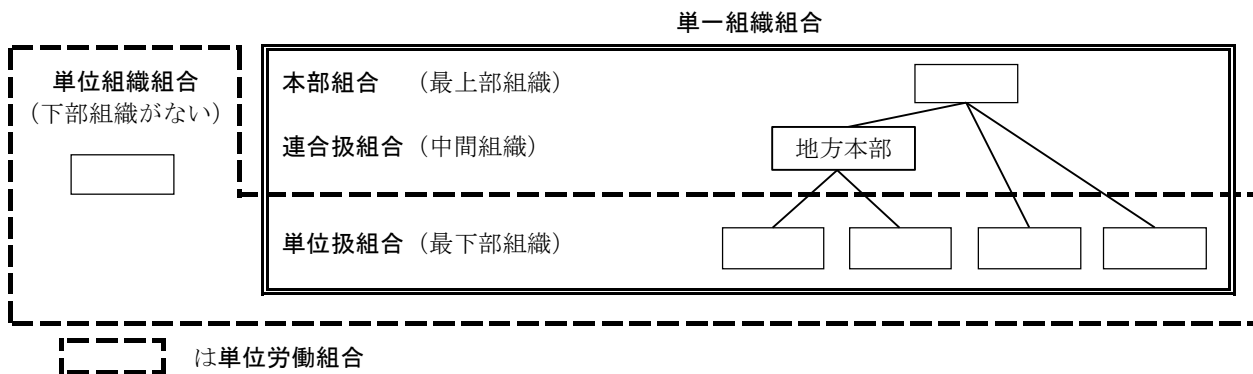 単一組織組合
単位組織組合
（下部組織がない）
本部組合 （最上部組織）
連合扱組合（中間組織）
地方本部
単位扱組合（最下部組織）
は単位労働組合